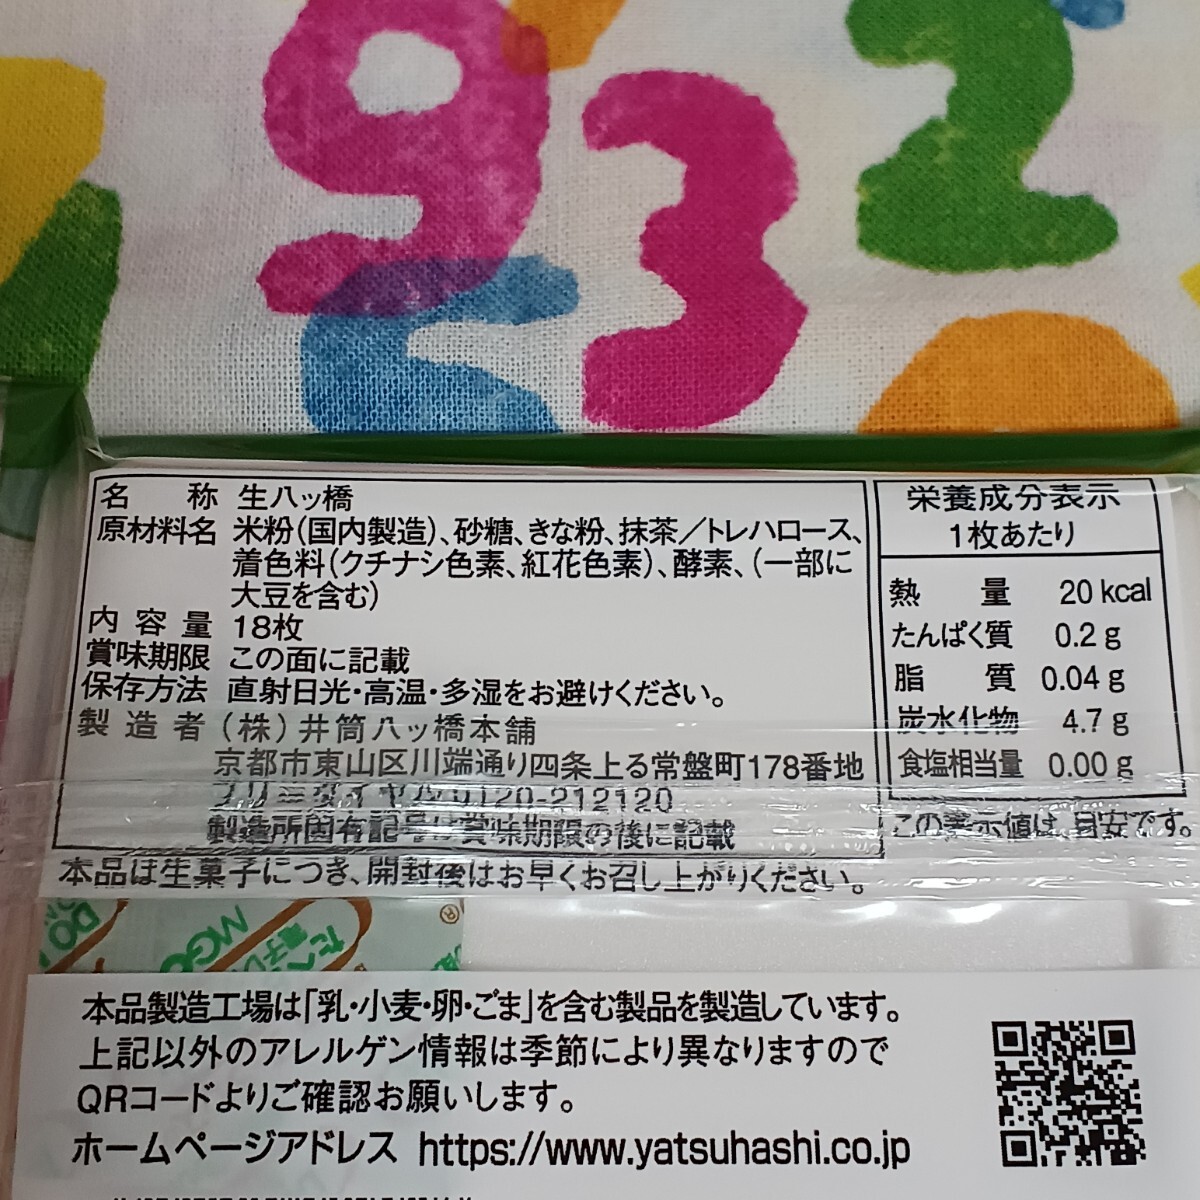 名称 生八ッ橋
原材料名 米粉(国内製造)、砂糖、きな粉、抹茶／トレハロース、
着色料(クチナシ色素、紅花色素)、酵素、(一部に
大豆を含む)
内容量 18枚
賞味期限 この面に記載
保存方法 直射日光・高温・多湿をお避けください。
製造者 (株)井筒八ッ橋本舗
京都市東山区川端通り四条上る常盤町178番地
フリーダイヤル 0120-212120
製造所固有記号は賞味期限の後に記載
本品は生菓子につき、開封後はお早くお召し上がりください。
栄養成分表示
1枚あたり
熱量 20 kcal
たんぱく質 0.2 g
脂質 0.04 g
炭水化物 4.7 g
食塩相当量 0.00 g
この表示値は、目安です。
本品製造工場は「乳・小麦・卵・ごま」を含む製品を製造しています。
上記以外のアレルゲン情報は季節により異なりますので
QRコードよりご確認お願いします。
ホームページアドレス https://www.yatsuhashi.co.jp